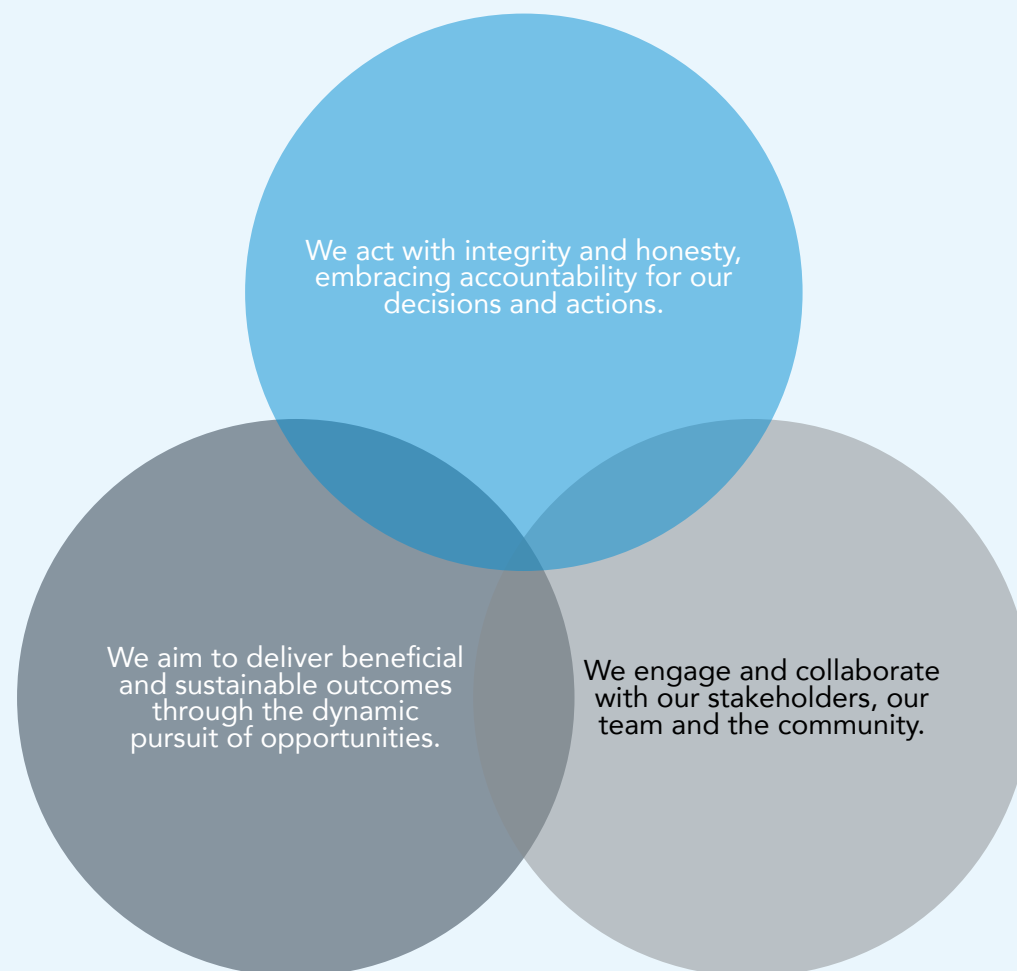 We act with integrity and honesty,
embracing accountability for our
decisions and actions.
We aim to deliver beneficial
and sustainable outcomes
through the dynamic
pursuit of opportunities.
We engage and collaborate
with our stakeholders, our
team and the community.